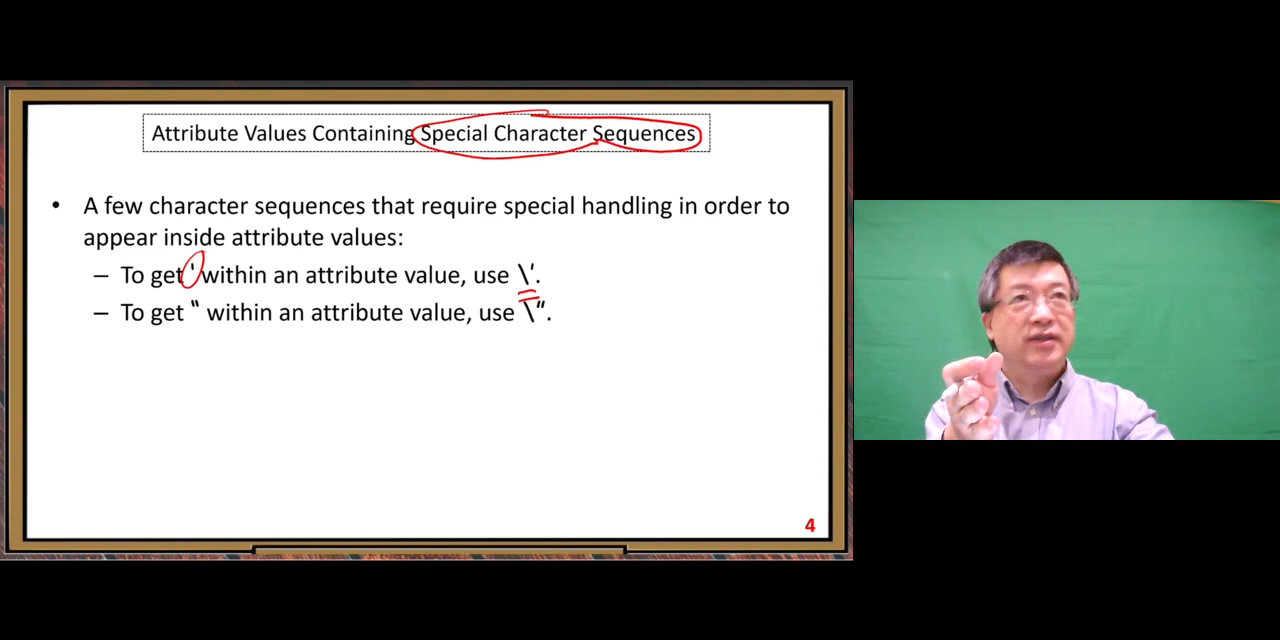 Attribute Values Containing Special Character Sequences
• A few character sequences that require special handling in order to
appear inside attribute values:
– To get ' within an attribute value, use \'.
– To get " within an attribute value, use \".
4